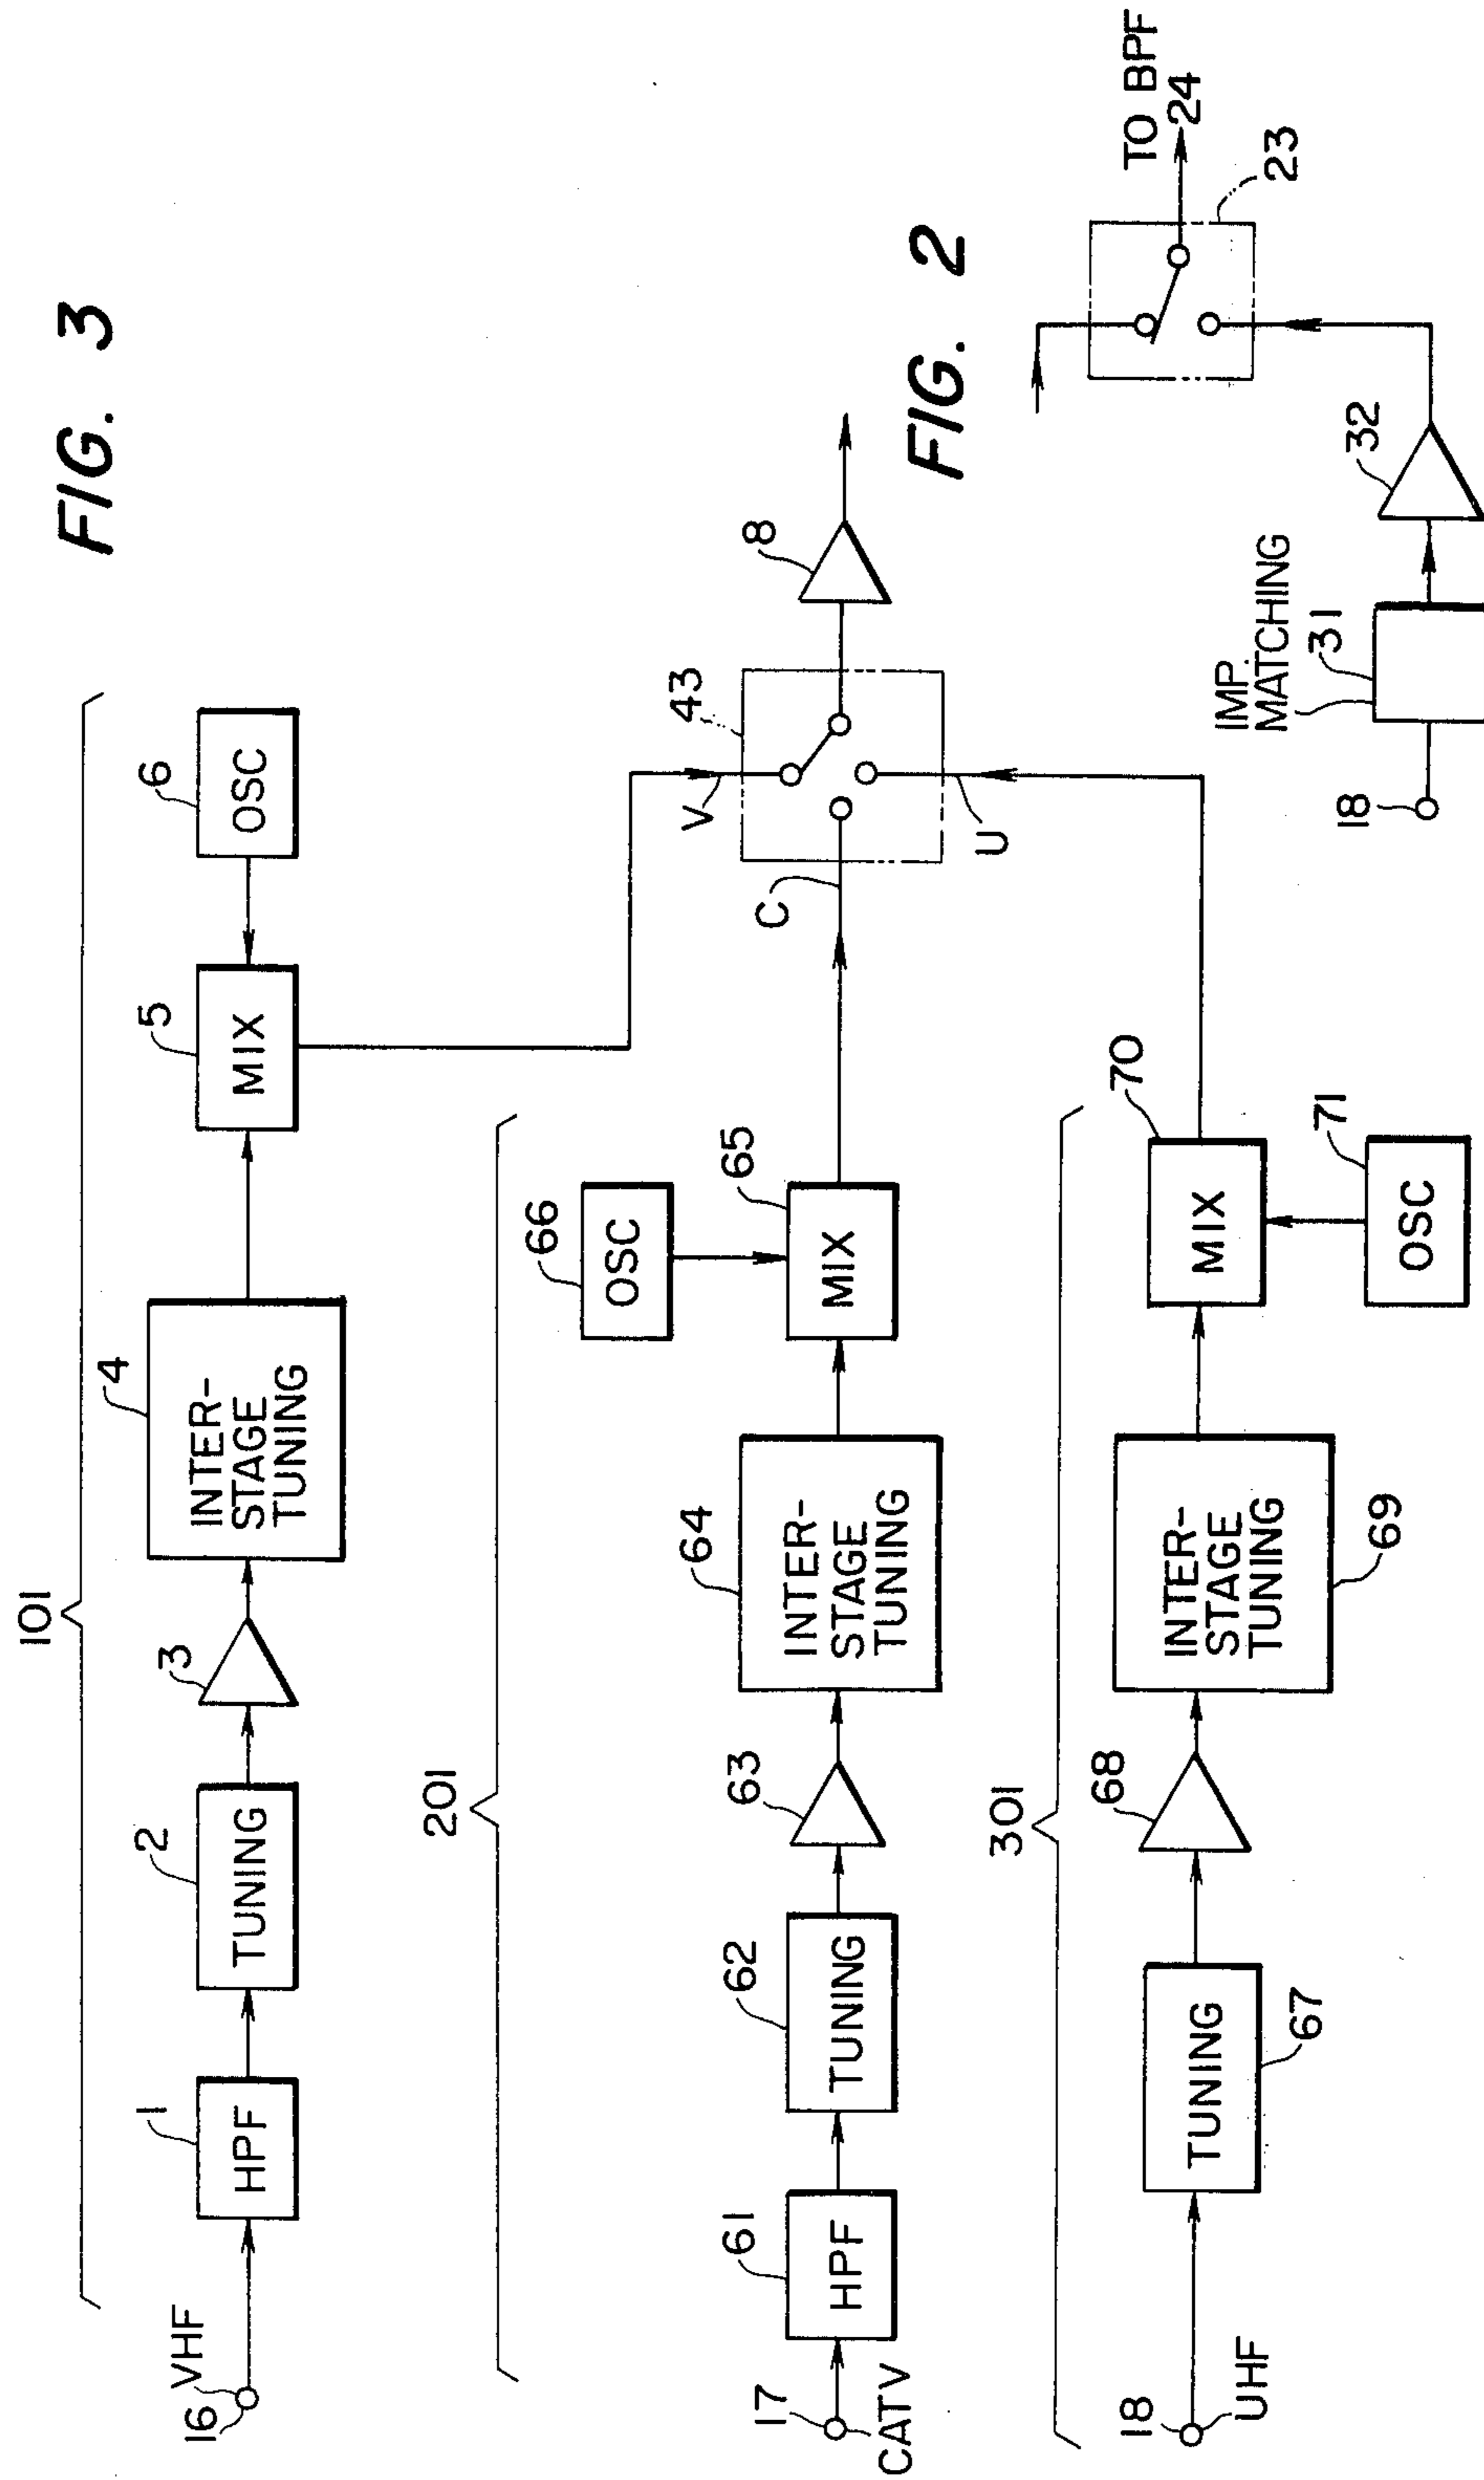 FIG. 3
101
16
VHF
1
HPF
2
TUNING
3
4
INTER-
STAGE
TUNING
5
MIX
6
OSC
201
17
CATV
61
HPF
62
TUNING
63
64
INTER-
STAGE
TUNING
65
MIX
66
OSC
V
C
U
43
8
301
18
UHF
TUNING
67
68
INTER-
STAGE
TUNING
69
70
MIX
71
OSC
FIG. 2
18
IMP.
MATCHING
31
32
23
TO BPF
24